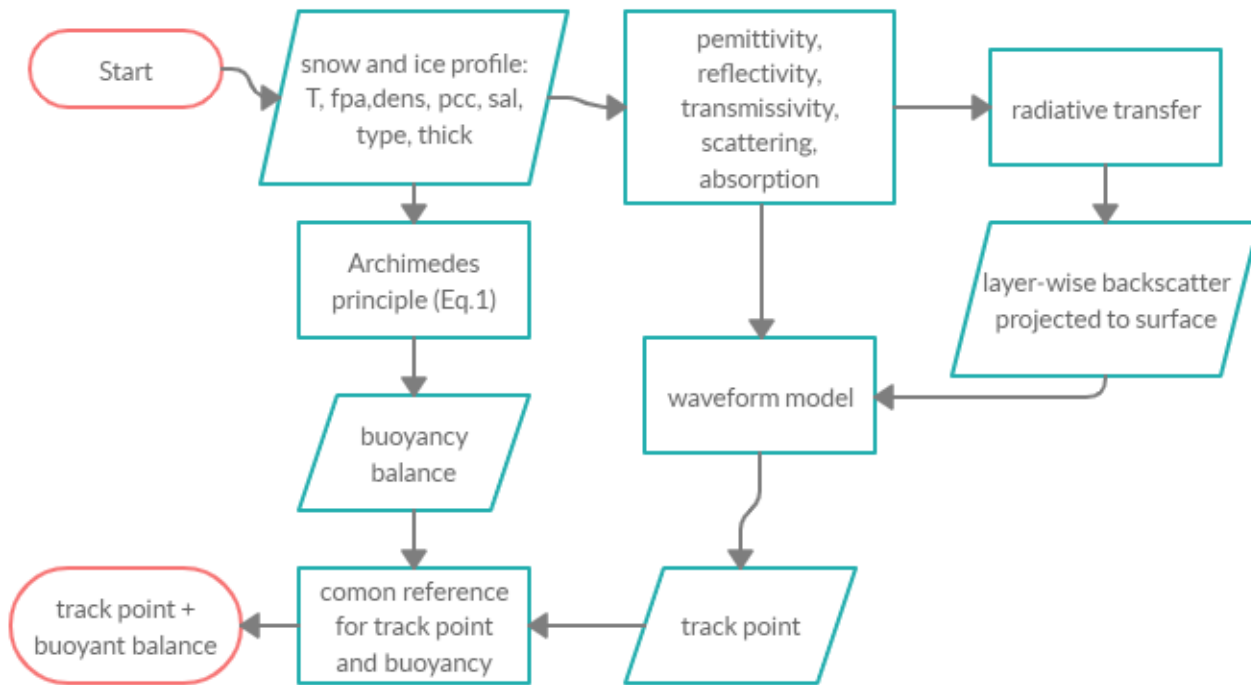 Start
snow and ice profile:
T, fpa,dens, pcc, sal,
type, thick
pemittivity,
reflectivity,
transmissivity,
scattering,
absorption
radiative transfer
Archimedes
principle (Eq.1)
layer-wise backscatter
projected to surface
waveform model
buoyancy
balance
track point +
buoyant balance
comon reference
for track point
and buoyancy
track point